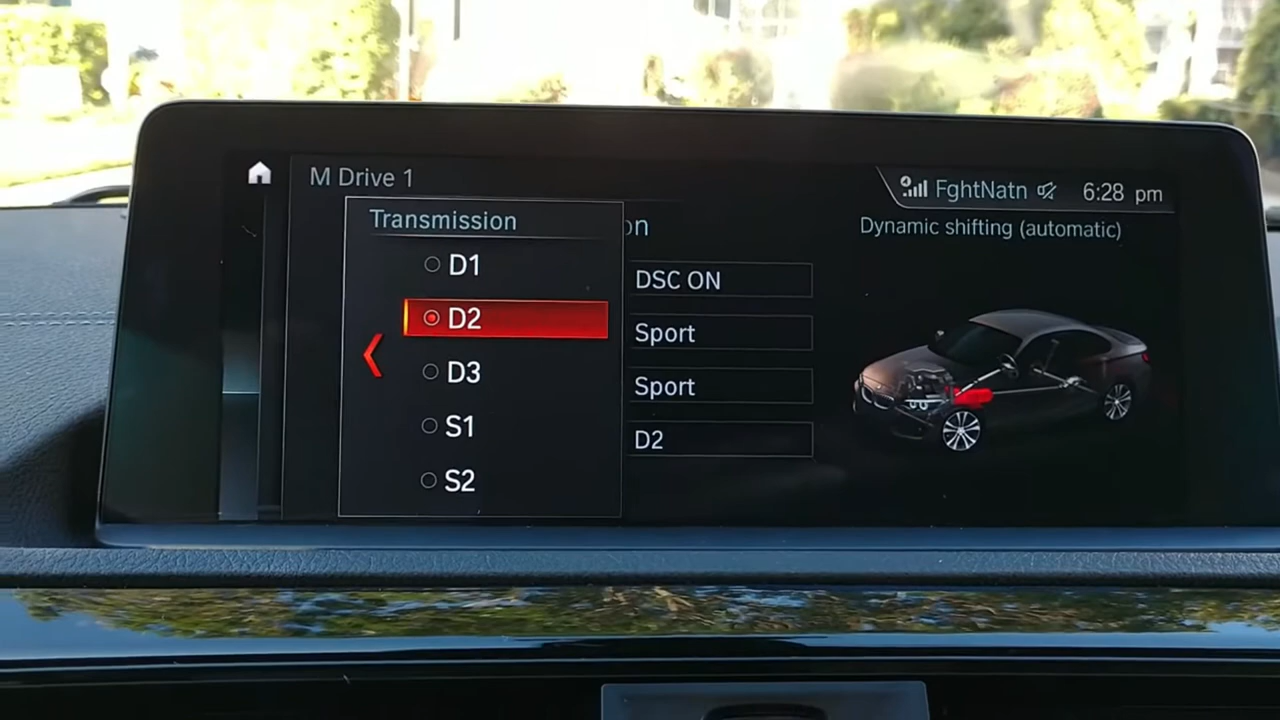 M Drive 1
FghtNatn 6:28 pm
Transmission
on
Dynamic shifting (automatic)
D1
D2
D3
S1
S2
DSC ON
Sport
Sport
D2